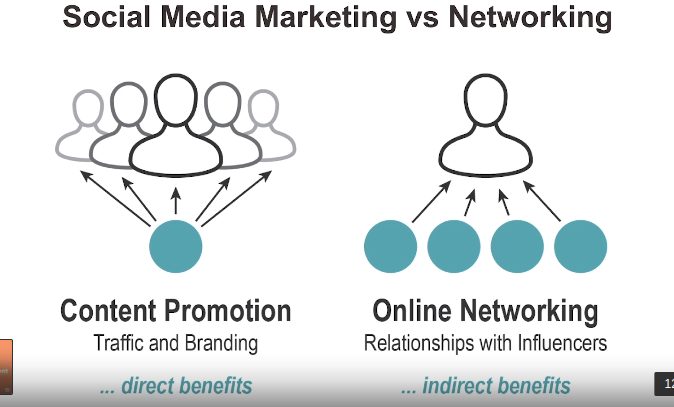 Social Media Marketing vs Networking
Content Promotion
Traffic and Branding
... direct benefits
Online Networking
Relationships with Influencers
... indirect benefits